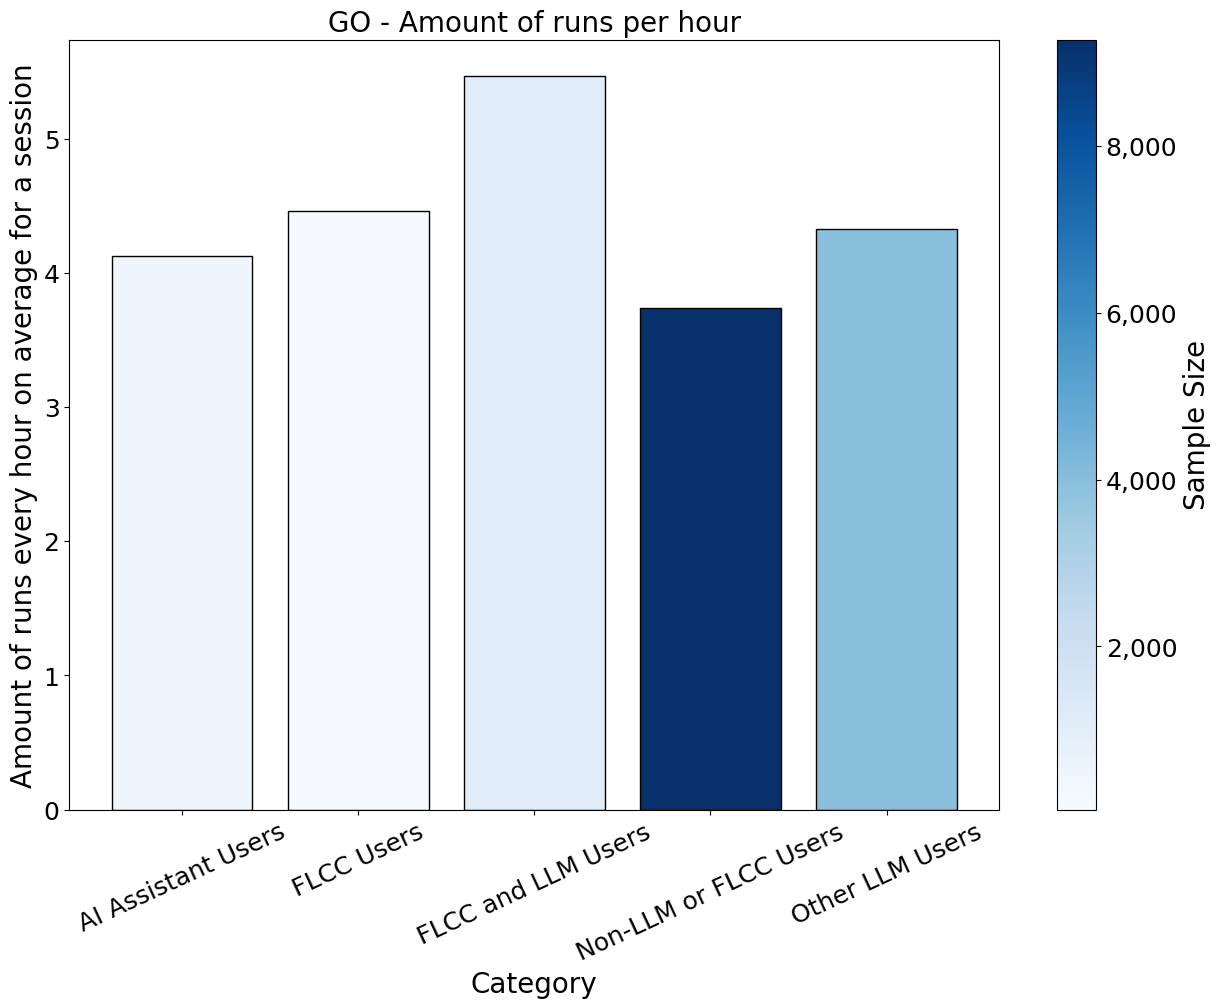 GO - Amount of runs per hour
Amount of runs every hour on average for a session
5
4
3
2
1
0
AI Assistant Users
FLCC Users
FLCC and LLM Users
Non-LLM or FLCC Users
Other LLM Users
Category
8,000
6,000
4,000
2,000
Sample Size